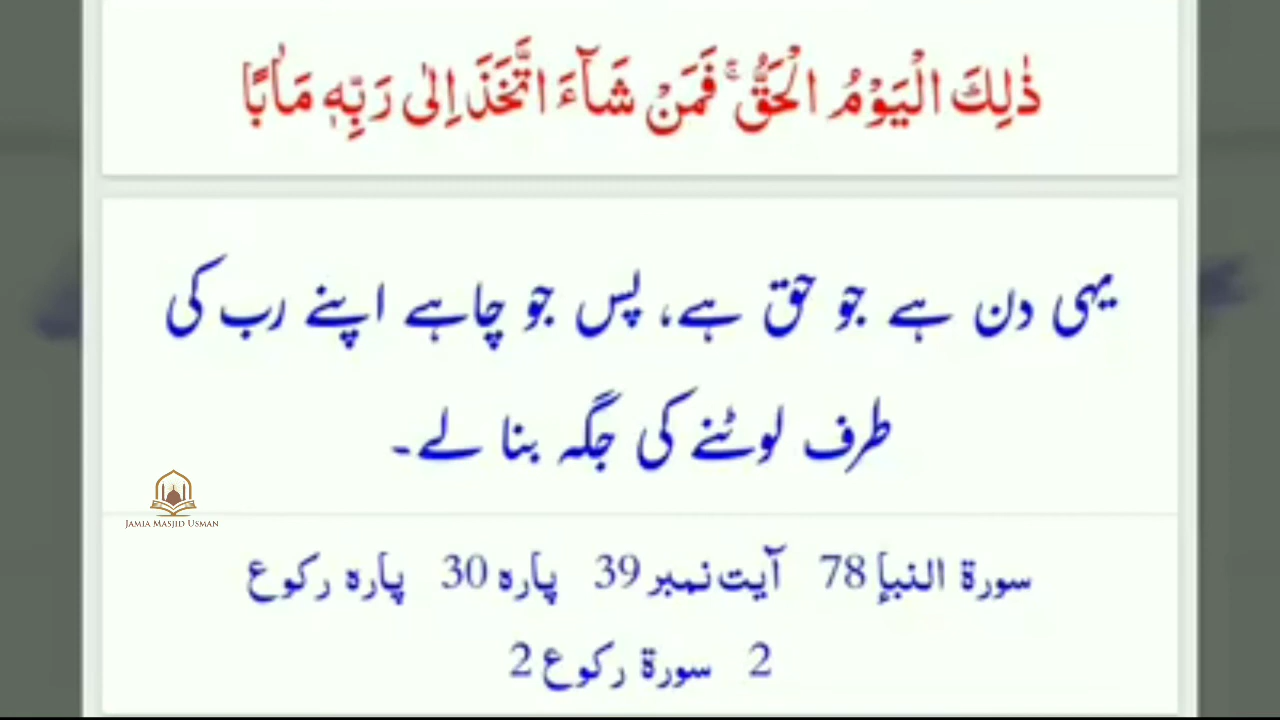 ذٰلِكَ الْيَوْمُ الْحَقُّ ۚ فَمَنْ شَآءَ اتَّخَذَ اِلٰى رَبِّهٖ مَاٰبًا
یہی دن ہے جو حق ہے، پس جو چاہے اپنے رب کی
طرف لوٹنے کی جگہ بنا لے۔
JAMIA MASJID USMAN
سورۃ النبإ 78 آیت نمبر 39 پارہ 30 پارہ رکوع
2 سورۃ رکوع 2